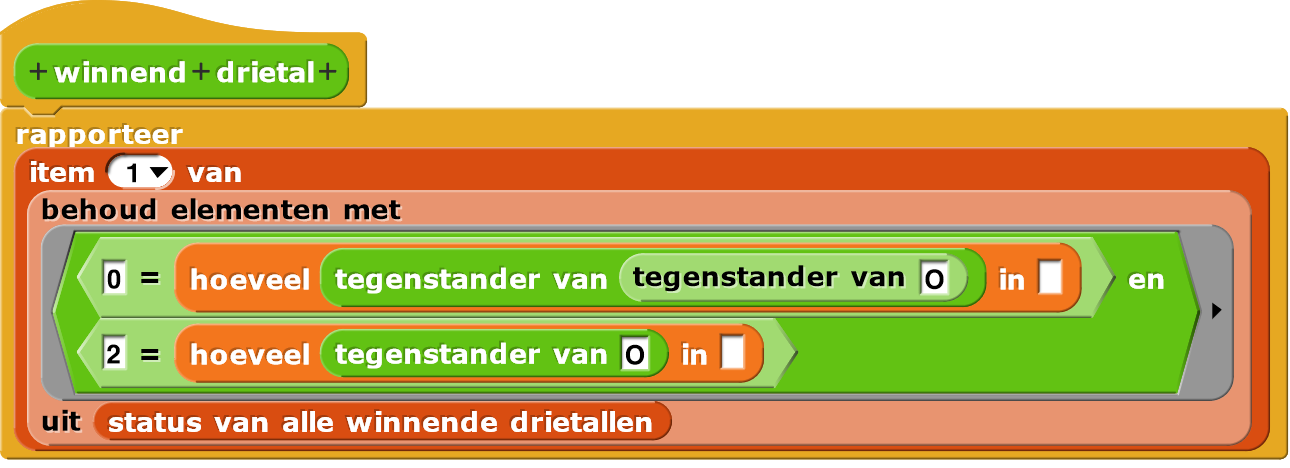 + winnend + drietal +
rapporteer
item 1 van
behoud elementen met
0 = hoeveel tegenstander van tegenstander van O in en
2 = hoeveel tegenstander van O in
uit status van alle winnende drietallen